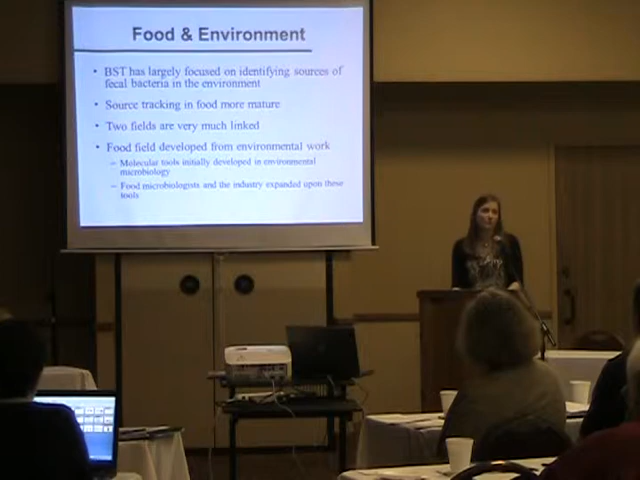 Food & Environment
• BST has largely focused on identifying sources of
fecal bacteria in the environment
• Source tracking in food more mature
• Two fields are very much linked
• Food field developed from environmental work
– Molecular tools initially developed in environmental
microbiology
– Food microbiologists and the industry expanded upon these
tools